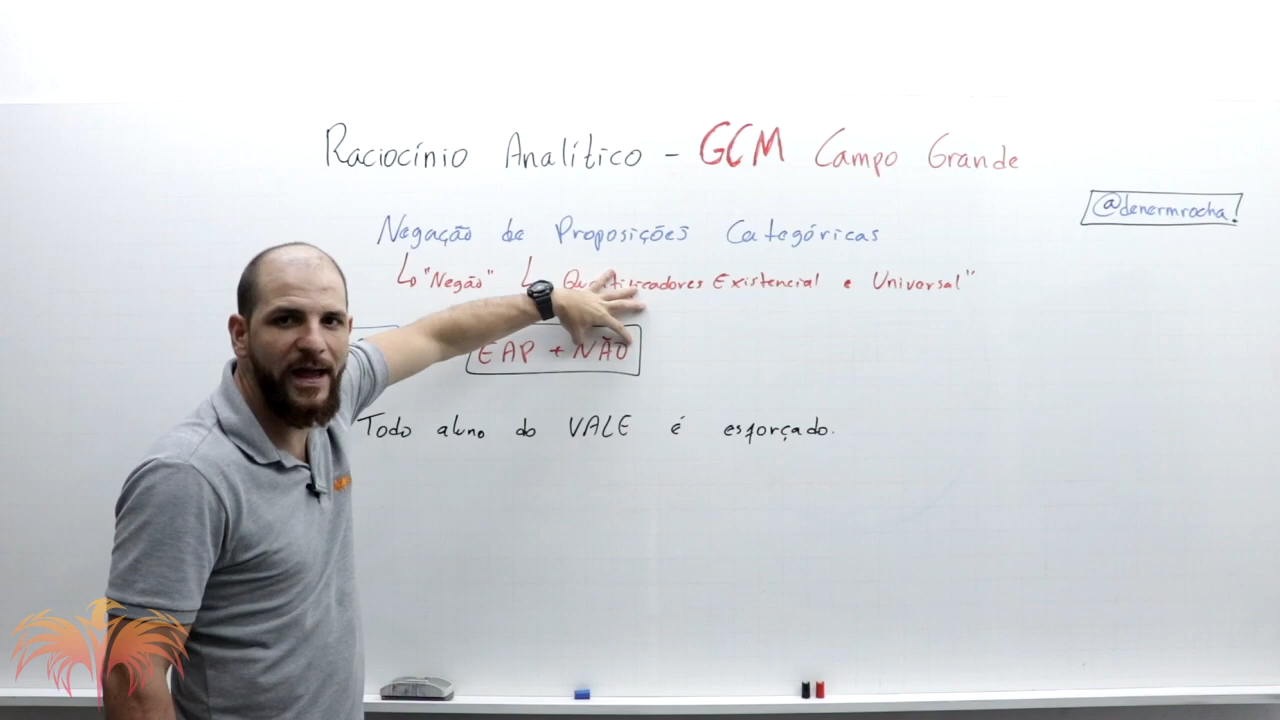 Raciocínio Analítico - GCM Campo Grande
@denermrocha!
Negação de Proposições Categóricas
"Negão" Existencial e Universal"
EAP + NÃO
Todo aluno do VALE é esforçado.